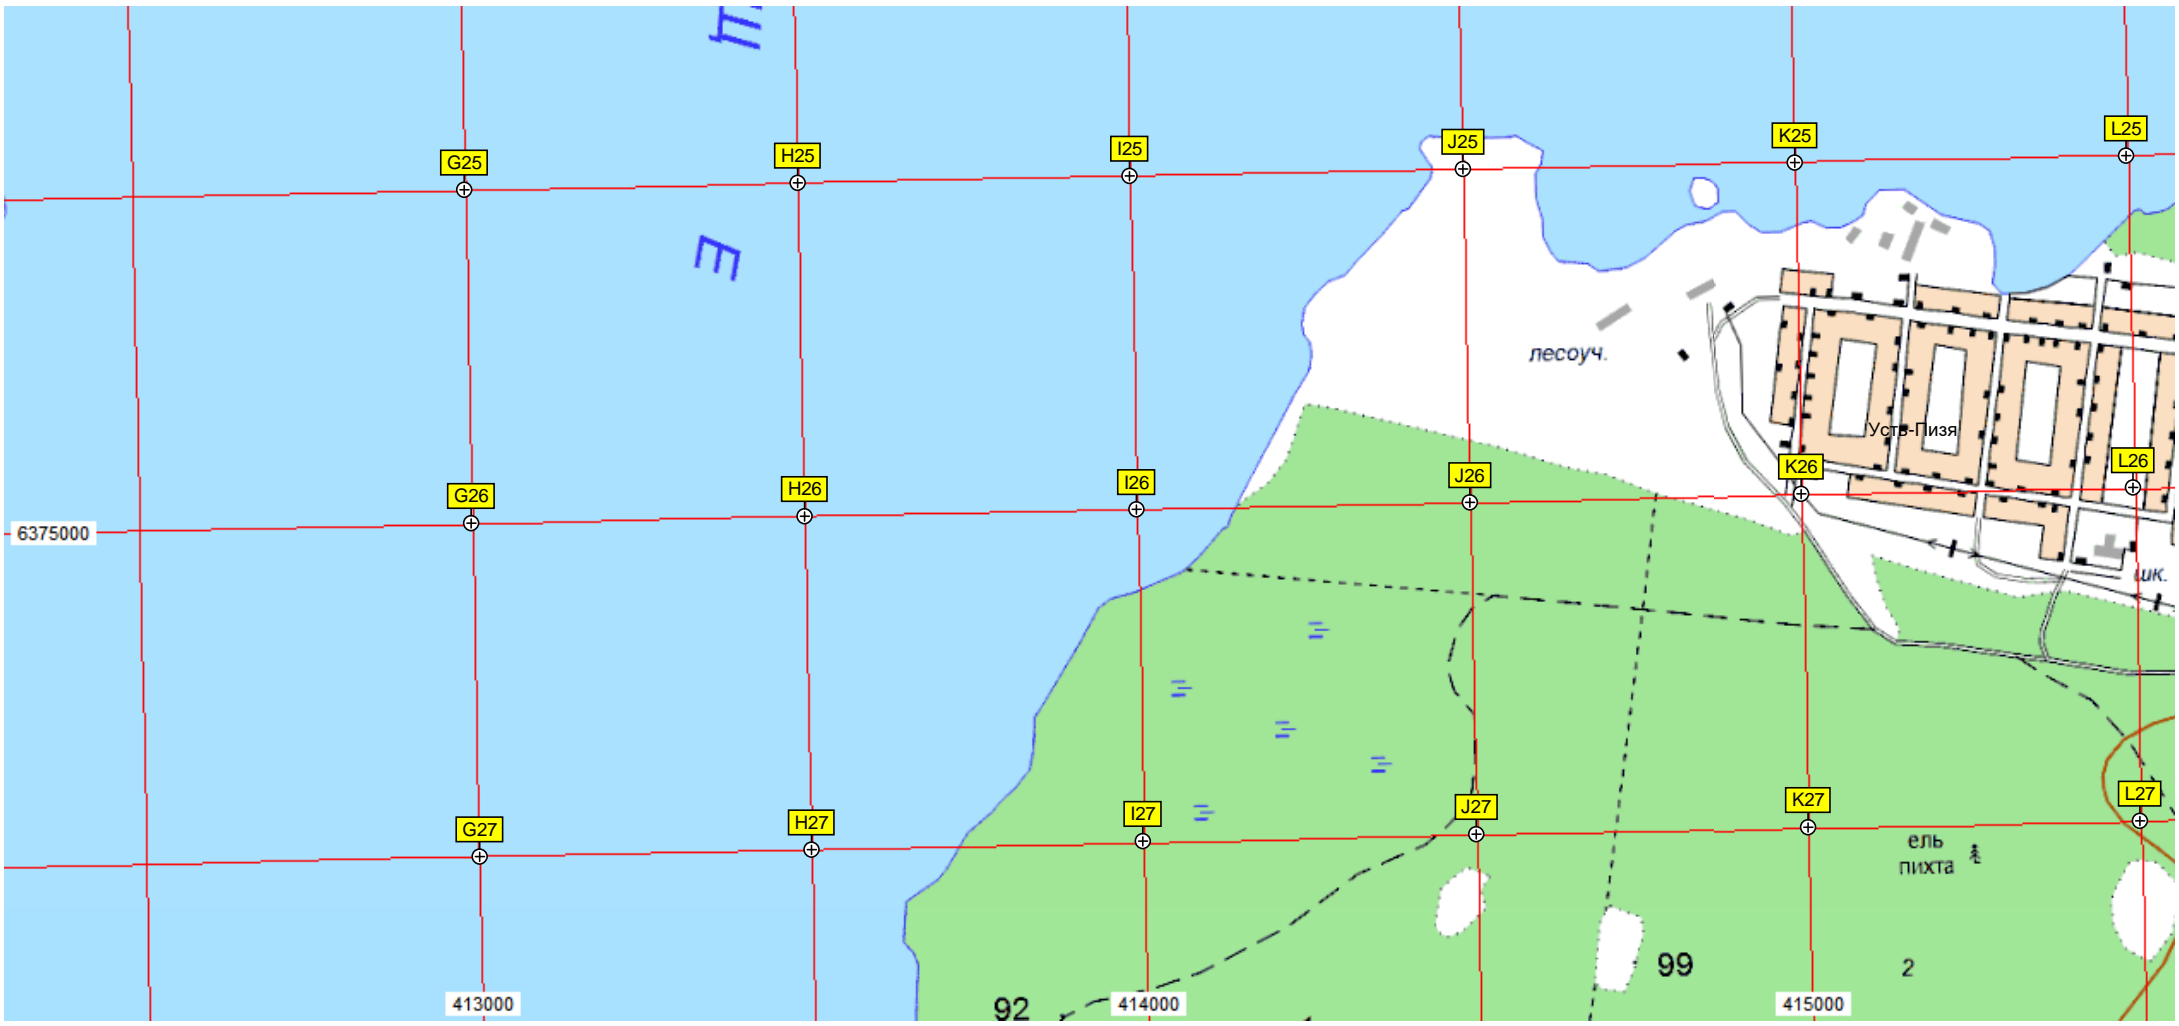 Ц
L25
K25
J25
I25
H25
G25
Е
лесоуч.
Усть-Пизя
L26
K26
J26
I26
H26
G26
6375000
шк.
L27
K27
J27
I27
H27
G27
ель
пихта
99
2
413000
414000
415000
92